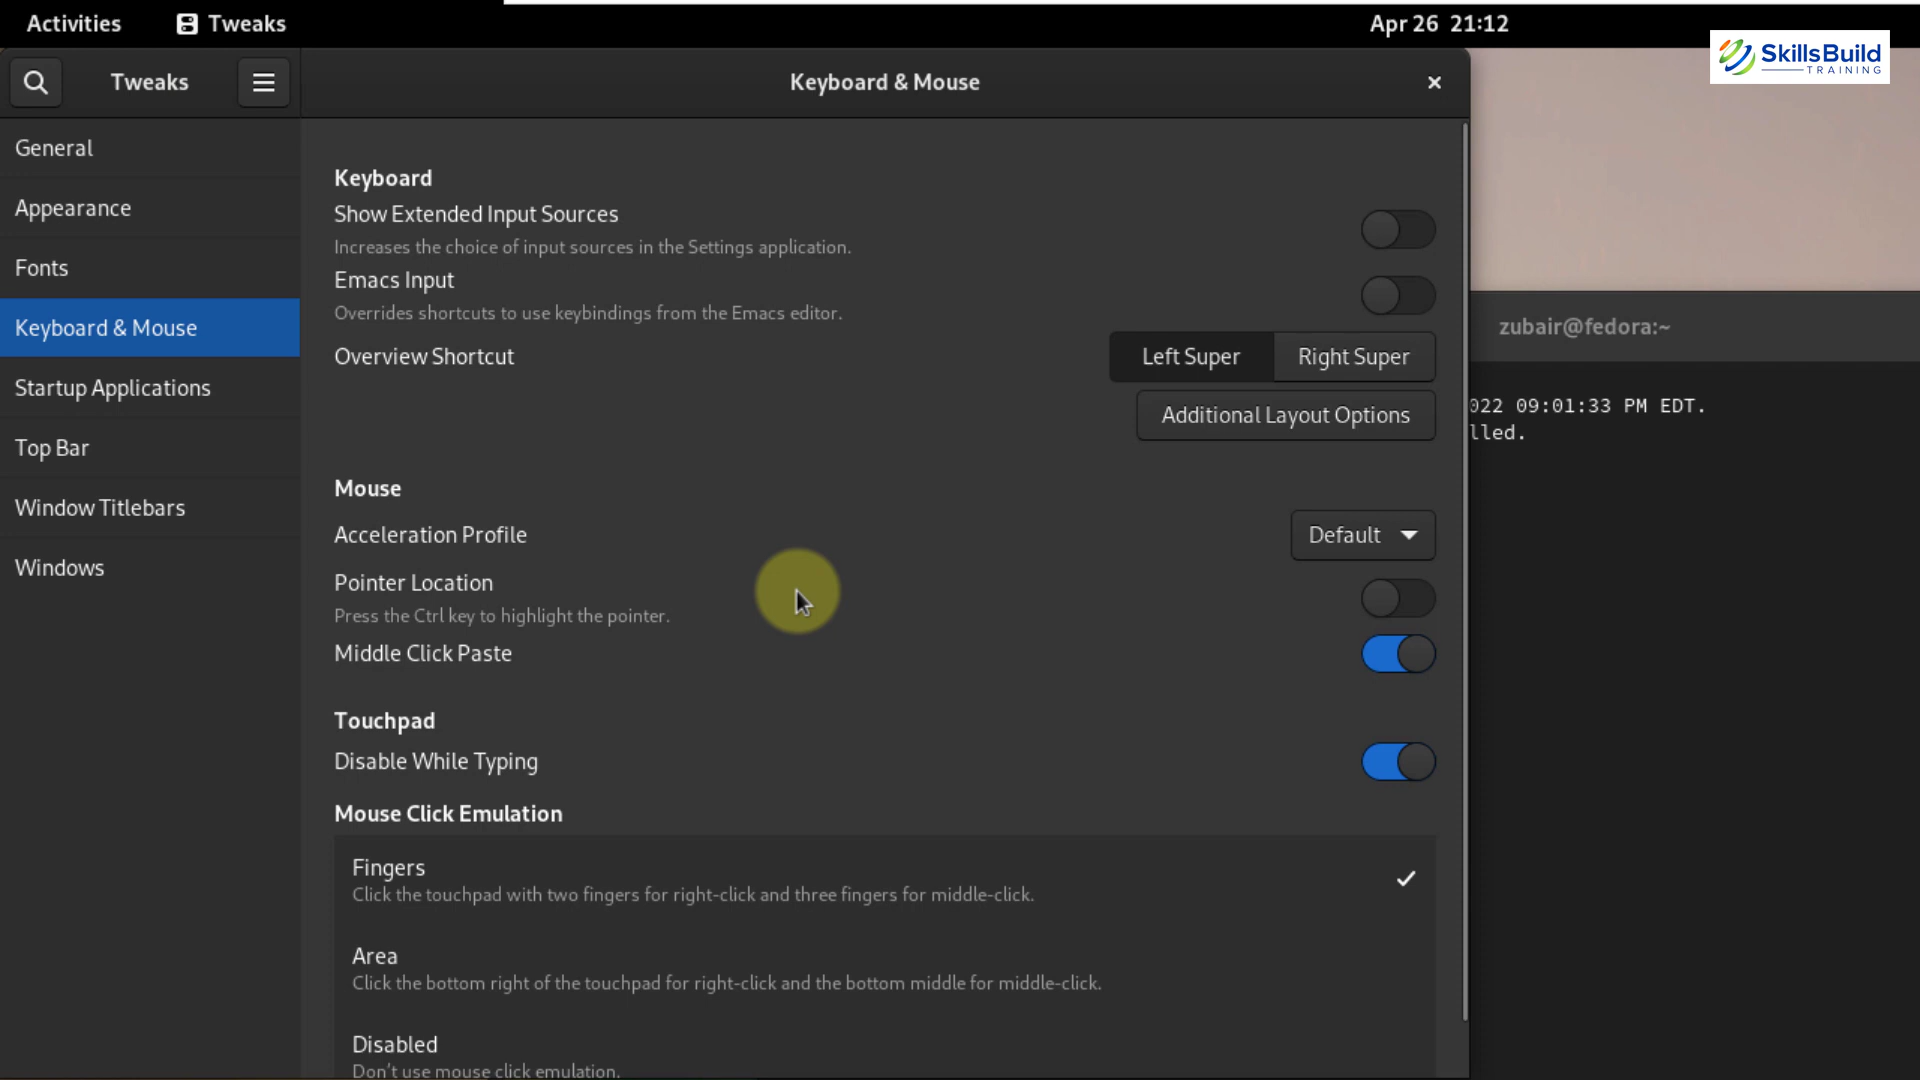 Activities
Tweaks
Apr 26 21:12
SkillsBuild
TRAINING
Tweaks
Keyboard & Mouse
General
Appearance
Fonts
Keyboard & Mouse
Startup Applications
Top Bar
Window Titlebars
Windows
Keyboard
Show Extended Input Sources
Increases the choice of input sources in the Settings application.
Emacs Input
Overrides shortcuts to use keybindings from the Emacs editor.
Overview Shortcut
Left Super
Right Super
Additional Layout Options
Mouse
Acceleration Profile
Default
Pointer Location
Press the Ctrl key to highlight the pointer.
Middle Click Paste
Touchpad
Disable While Typing
Mouse Click Emulation
Fingers
Click the touchpad with two fingers for right-click and three fingers for middle-click.
Area
Click the bottom right of the touchpad for right-click and the bottom middle for middle-click.
Disabled
Don't use mouse click emulation.
zubair@fedora:~
022 09:01:33 PM EDT.
lled.